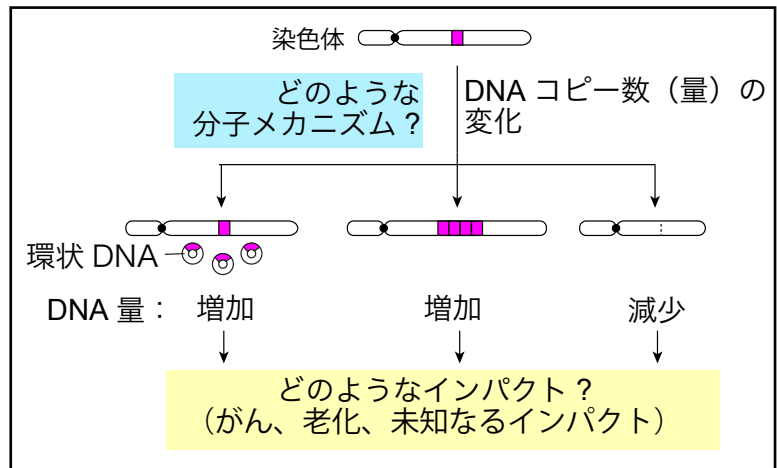 染色体
どのような
分子メカニズム？
DNA コピー数（量）の
変化
環状 DNA
DNA 量： 増加 増加 減少
どのようなインパクト？
（がん、老化、未知なるインパクト）